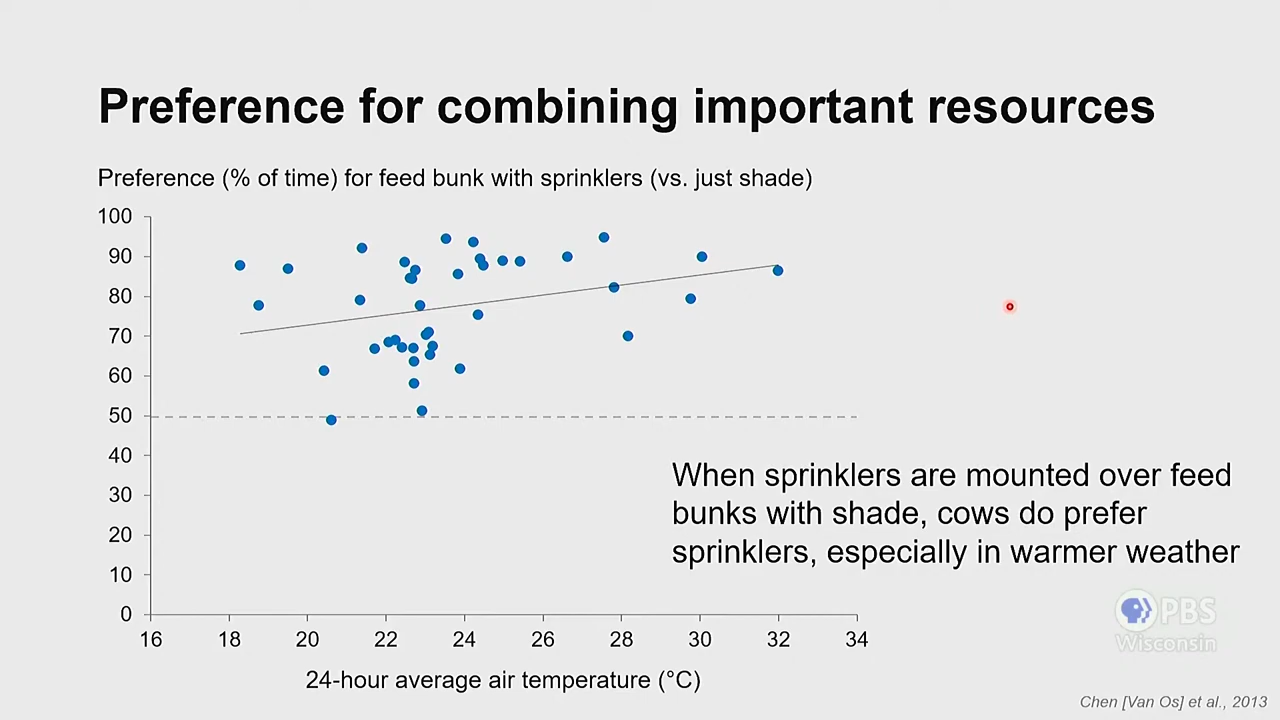 Preference for combining important resources
Preference (% of time) for feed bunk with sprinklers (vs. just shade)
100
90
80
70
60
50
40
30
20
10
0
16 18 20 22 24 26 28 30 32 34
24-hour average air temperature (°C)
When sprinklers are mounted over feed
bunks with shade, cows do prefer
sprinklers, especially in warmer weather
PBS
Wisconsin
Chen [Van Os] et al., 2013